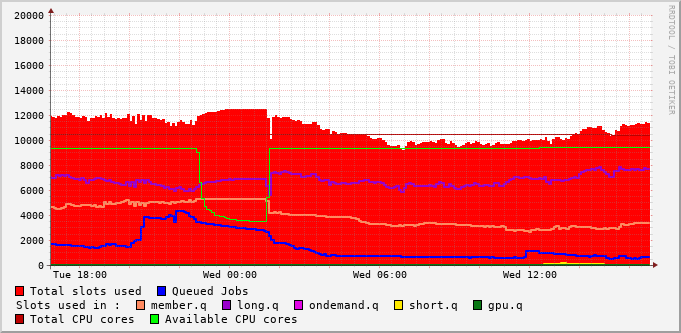 20000
18000
16000
14000
12000
10000
8000
6000
4000
2000
0
Tue 18:00 Wed 00:00 Wed 06:00 Wed 12:00
Total slots used Queued Jobs
Slots used in : member.q long.q ondemand.q short.q gpu.q
Total CPU cores Available CPU cores
RRDTOOL / TOBI OETIKER